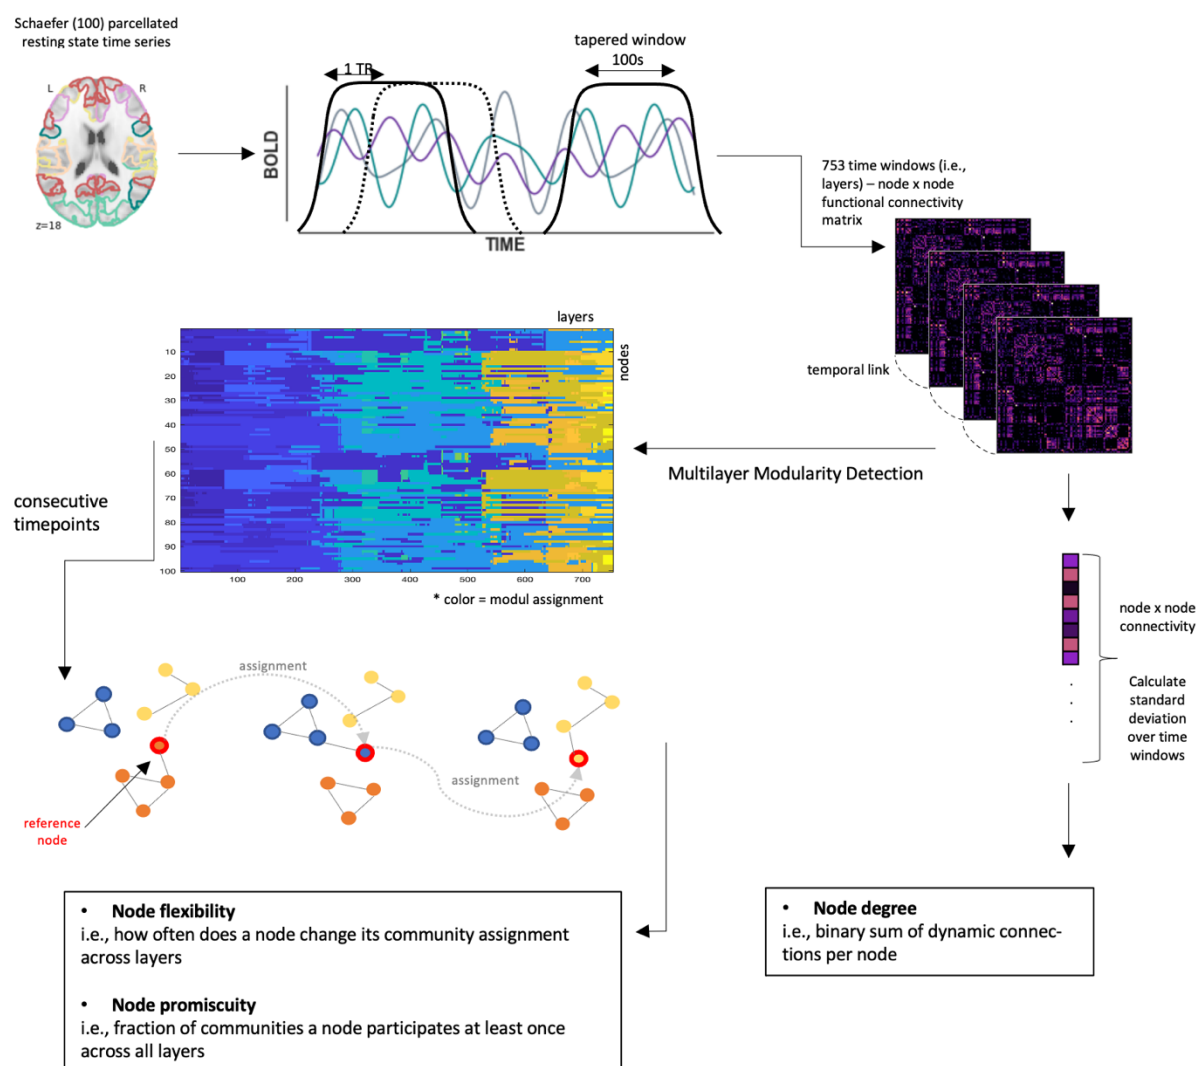 Schaefer (100) parcellated
resting state time series
L
R
z=18
BOLD
1 TR
tapered window
100s
TIME
753 time windows (i.e.,
layers) – node x node
functional connectivity
matrix
temporal link
layers
nodes
10
20
30
40
50
60
70
80
90
100
100
200
300
400
500
600
700
* color = modul assignment
Multilayer Modularity Detection
consecutive
timepoints
node x node
connectivity
.
.
.
Calculate
standard
deviation
over time
windows
assignment
assignment
reference
node
• Node flexibility
i.e., how often does a node change its community assignment
across layers
• Node promiscuity
i.e., fraction of communities a node participates at least once
across all layers
• Node degree
i.e., binary sum of dynamic connec-
tions per node